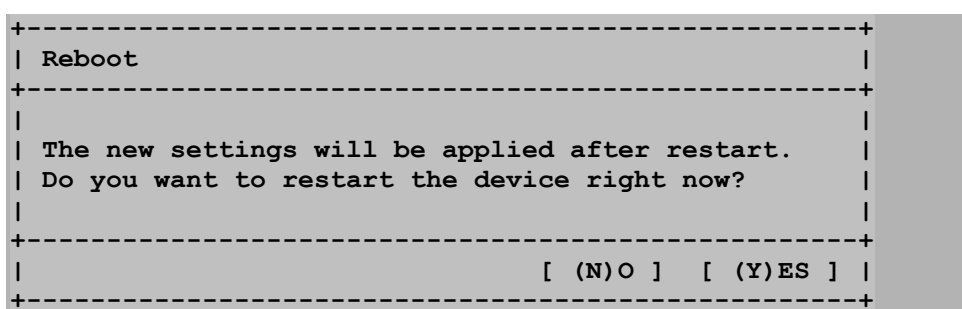 Reboot
The new settings will be applied after restart.
Do you want to restart the device right now?
[ (N)O ] [ (Y)ES ]